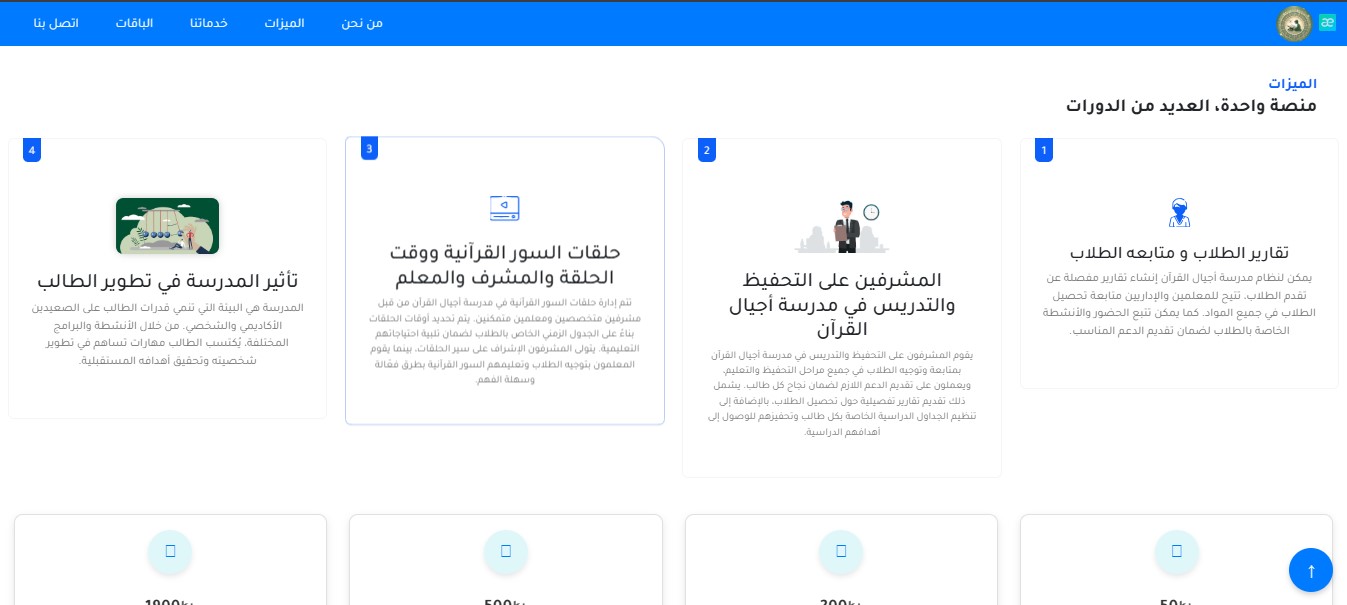 من نحن
الميزات
خدماتنا
الباقات
اتصل بنا
الميزات
منصة واحدة، العديد من الدورات
1
تقارير الطلاب و متابعه الطلاب
يمكن لنظام مدرسة أجيال القرآن إنشاء تقارير مفصلة عن
تقدم الطلاب، تتيح للمعلمين والإداريين متابعة تحصيل
الطلاب في جميع المواد. كما يمكن تتبع الحضور والأنشطة
الخاصة بالطلاب لضمان تقديم الدعم المناسب.
2
المشرفين على التحفيظ
والتدريس في مدرسة أجيال
القرآن
يقوم المشرفون على التحفيظ والتدريس في مدرسة أجيال القرآن
بمتابعة وتوجيه الطلاب في جميع مراحل التحفيظ والتعليم،
ويعملون على تقديم الدعم اللازم لضمان نجاح كل طالب. يشمل
ذلك تقديم تقارير تفصيلية حول تحصيل الطلاب، بالإضافة إلى
تنظيم الجداول الدراسية الخاصة بكل طالب وتحفيزهم للوصول إلى
أهدافهم الدراسية.
3
حلقات السور القرآنية ووقت
الحلقة والمشرف والمعلم
تتم إدارة حلقات السور القرآنية في مدرسة أجيال القرآن من قبل
مشرفين متخصصين ومعلمين متمكنين. يتم تحديد أوقات الحلقات
بناءً على الجدول الزمني الخاص بالطلاب لضمان تلبية احتياجاتهم
التعليمية. يتولى المشرفون الإشراف على سير الحلقات، بينما يقوم
المعلمون بتوجيه الطلاب وتعليمهم السور القرآنية بطرق فعّالة
وسهلة الفهم.
4
تأثير المدرسة في تطوير الطالب
المدرسة هي البيئة التي تنمي قدرات الطالب على الصعيدين
الأكاديمي والشخصي. من خلال الأنشطة والبرامج
المختلفة، يُكتسب الطالب مهارات تساهم في تطوير
شخصيته وتحقيق أهدافه المستقبلية.